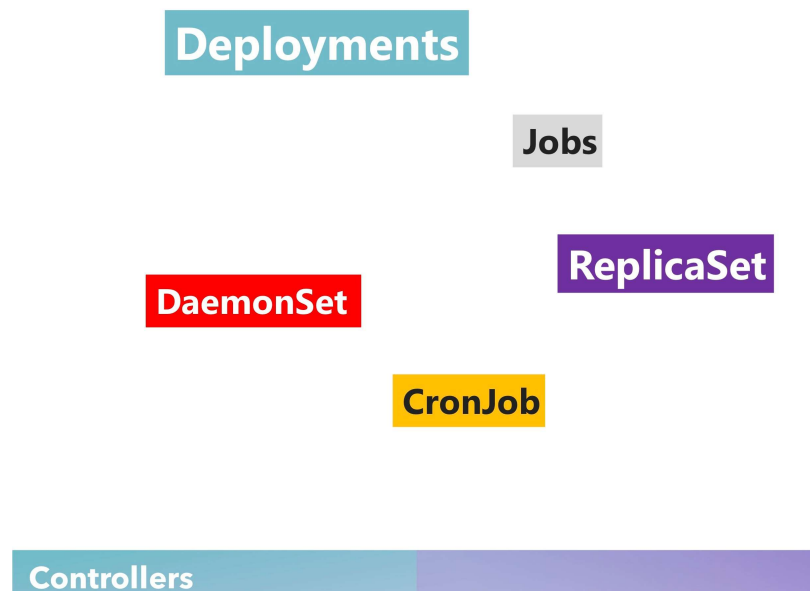 Deployments
Jobs
ReplicaSet
DaemonSet
CronJob
Controllers